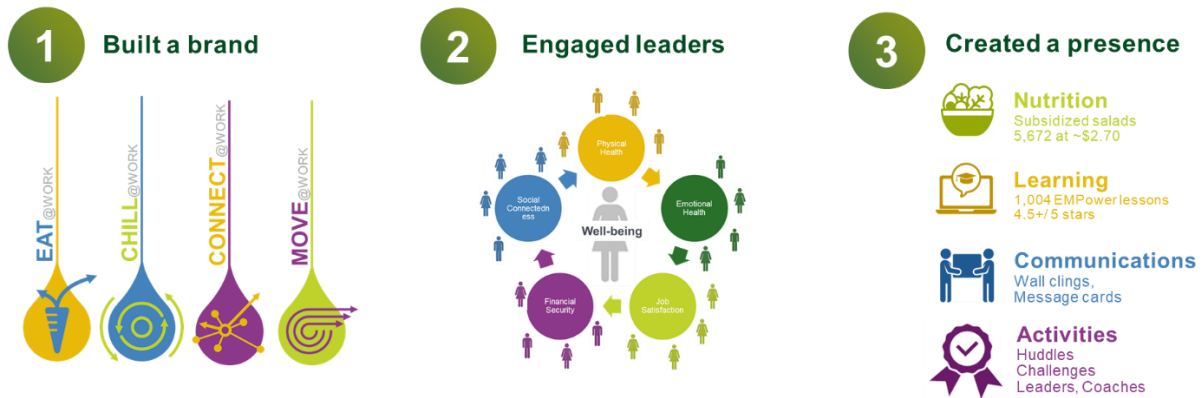 1
Built a brand
EAT@WORK
CHILL@WORK
CONNECT@WORK
MOVE@WORK
2
Engaged leaders
Physical
Health
Emotional
Health
Job
Satisfaction
Financial
Security
Social
Connectedn
ess
Well-being
3
Created a presence
Nutrition
Subsidized salads
5,672 at ~$2.70
Learning
1,004 EMPower lessons
4.5+/ 5 stars
Communications
Wall clings,
Message cards
Activities
Huddles
Challenges
Leaders, Coaches